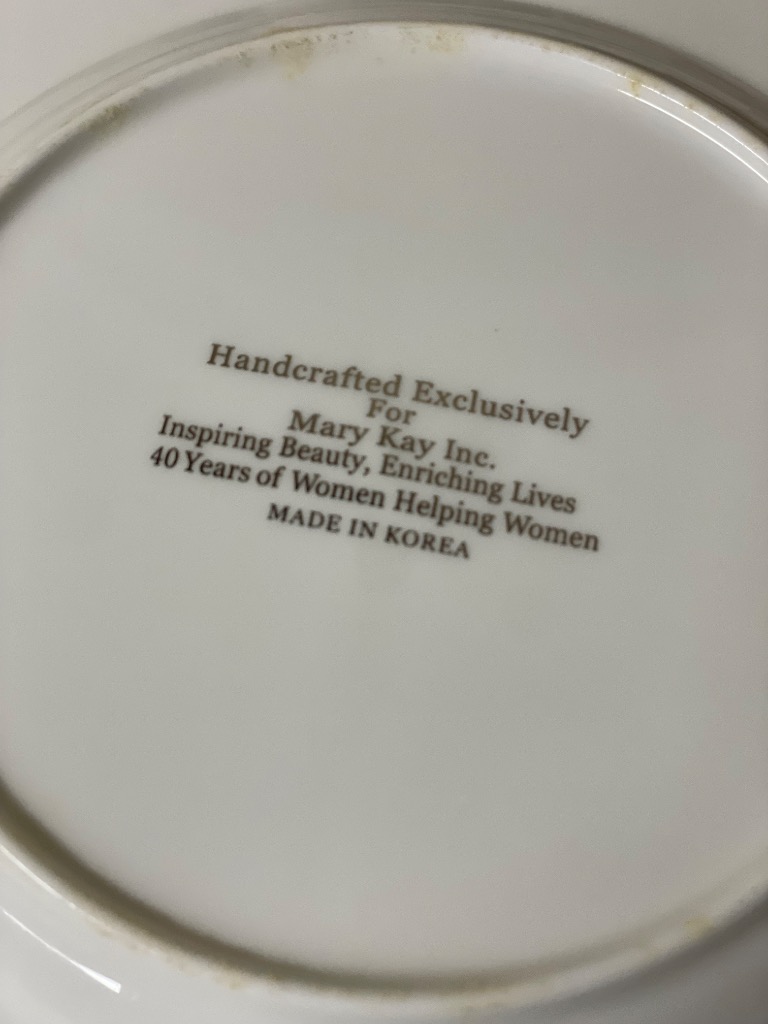 Handcrafted Exclusively
For
Mary Kay Inc.
Inspiring Beauty, Enriching Lives
40 Years of Women Helping Women
MADE IN KOREA